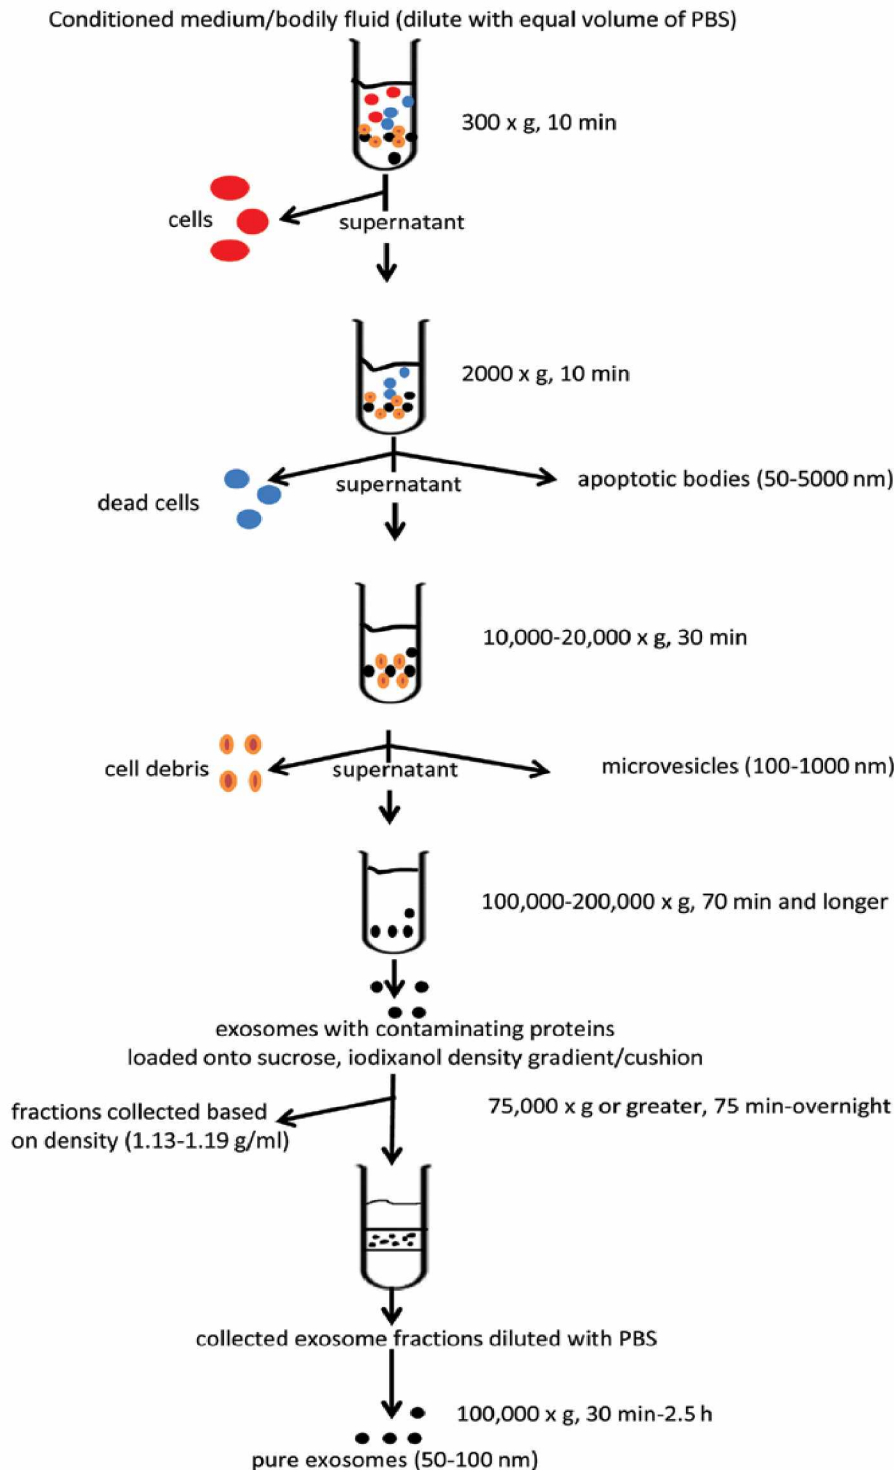 Conditioned medium/bodily fluid (dilute with equal volume of PBS)
300 x g, 10 min
cells
supernatant
2000 x g, 10 min
dead cells
supernatant
apoptotic bodies (50-5000 nm)
10,000-20,000 x g, 30 min
cell debris
supernatant
microvesicles (100-1000 nm)
100,000-200,000 x g, 70 min and longer
exosomes with contaminating proteins
loaded onto sucrose, iodixanol density gradient/cushion
75,000 x g or greater, 75 min-overnight
fractions collected based
on density (1.13-1.19 g/ml)
collected exosome fractions diluted with PBS
100,000 x g, 30 min-2.5 h
pure exosomes (50-100 nm)